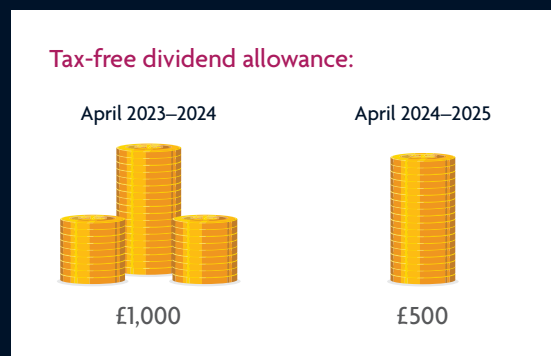 Tax-free dividend allowance:
April 2023–2024
April 2024–2025
£1,000
£500